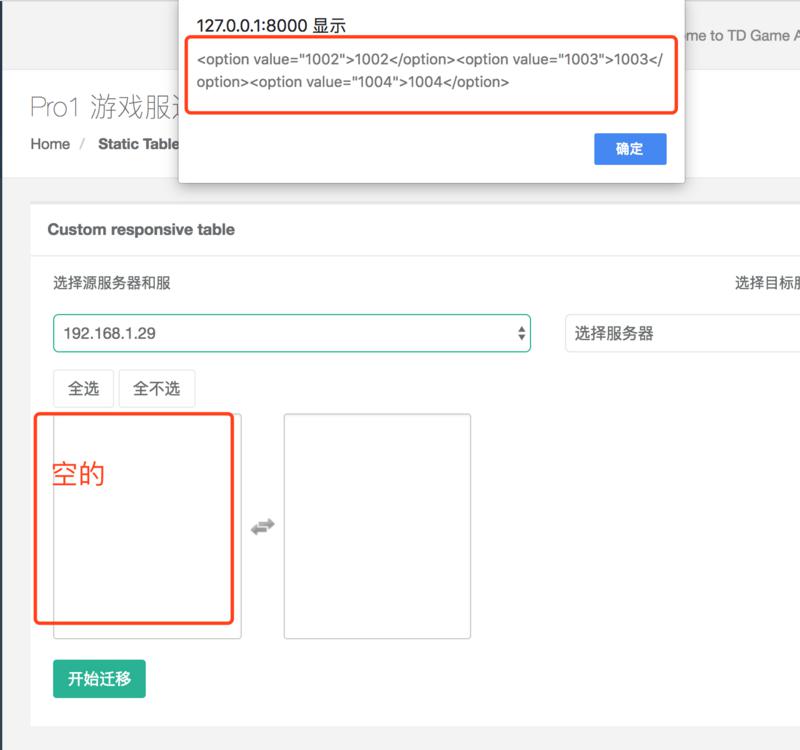 127.0.0.1:8000 显示
<option value="1002">1002</option><option value="1003">1003</
option><option value="1004">1004</option>
确定
me to TD Game
Pro1 游戏服
Home / Static Table
Custom responsive table
选择源服务器和服
选择目标
192.168.1.29
选择服务器
全选
全不选
空的
开始迁移